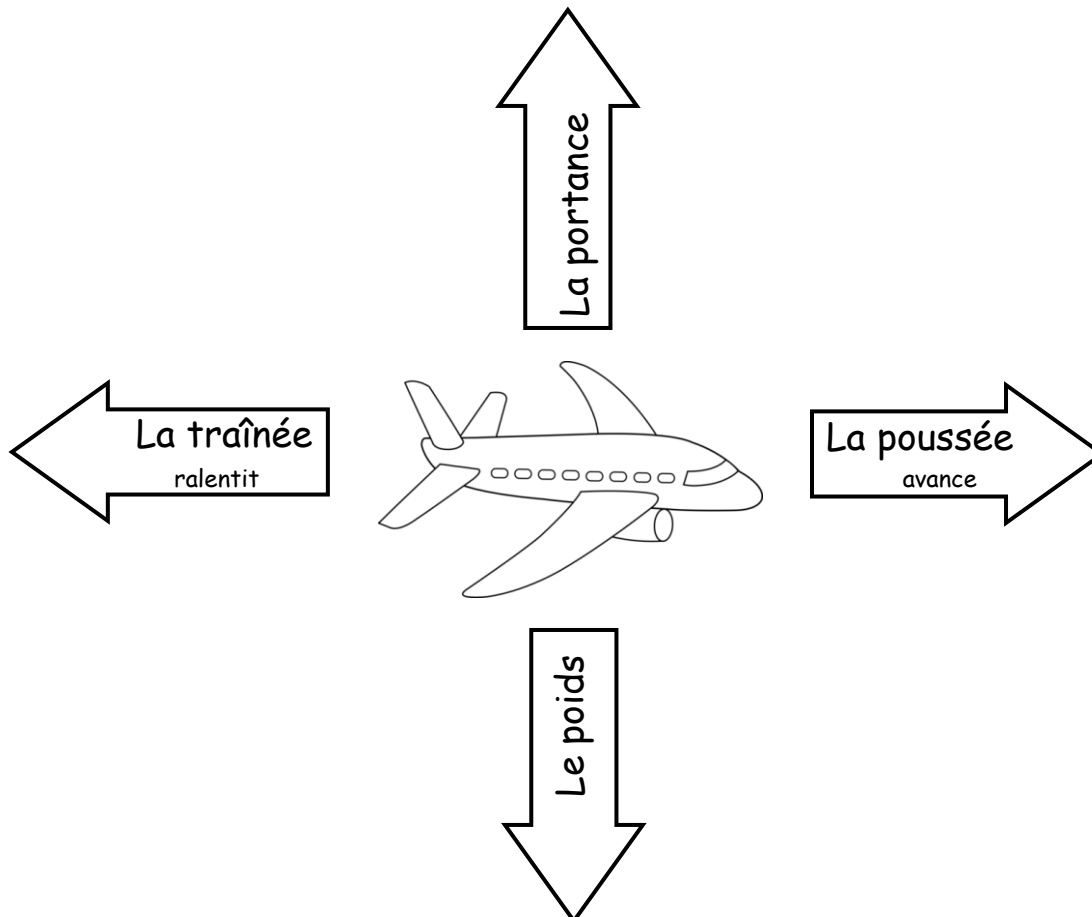 La portance
La traînée
ralentit
La poussée
avance
Le poids